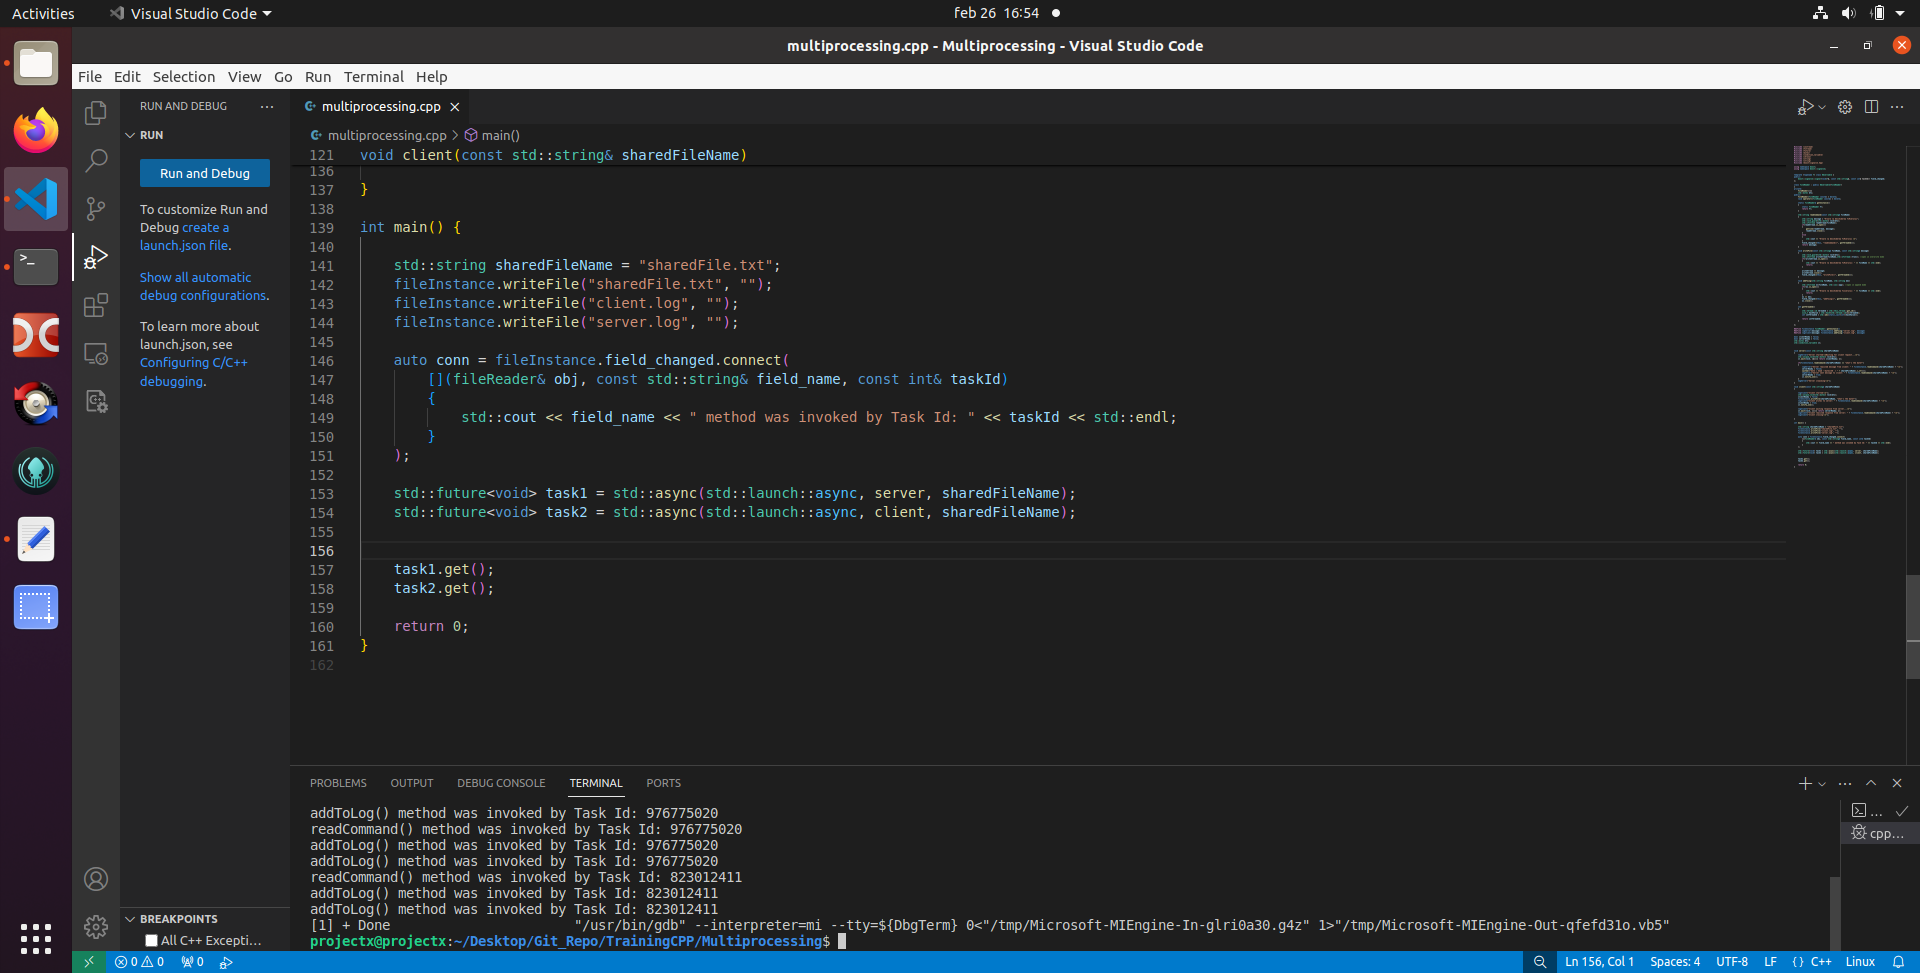 Activities
Visual Studio Code
feb 26 16:54
multiprocessing.cpp - Multiprocessing - Visual Studio Code
File Edit Selection View Go Run Terminal Help
RUN AND DEBUG
RUN
Run and Debug
To customize Run and
Debug create a
launch.json file.
Show all automatic
debug configurations.
To learn more about
launch.json, see
Configuring C/C++
debugging.
BREAKPOINTS
All C++ Excepti...
multiprocessing.cpp
multiprocessing.cpp > main()
121 void client(const std::string& sharedFileName)
136
137 }
138
139 int main() {
140
141 std::string sharedFileName = "sharedFile.txt";
142 fileInstance.writeFile("sharedFile.txt", "");
143 fileInstance.writeFile("client.log", "");
144 fileInstance.writeFile("server.log", "");
145
146 auto conn = fileInstance.field_changed.connect(
147 [](fileReader& obj, const std::string& field_name, const int& taskId)
148 {
149 std::cout << field_name << " method was invoked by Task Id: " << taskId << std::endl;
150 }
151 );
152
153 std::future<void> task1 = std::async(std::launch::async, server, sharedFileName);
154 std::future<void> task2 = std::async(std::launch::async, client, sharedFileName);
155
156
157 task1.get();
158 task2.get();
159
160 return 0;
161 }
162
PROBLEMS OUTPUT DEBUG CONSOLE TERMINAL PORTS
addToLog() method was invoked by Task Id: 976775020
readCommand() method was invoked by Task Id: 976775020
addToLog() method was invoked by Task Id: 976775020
addToLog() method was invoked by Task Id: 976775020
readCommand() method was invoked by Task Id: 823012411
addToLog() method was invoked by Task Id: 823012411
addToLog() method was invoked by Task Id: 823012411
[1] + Done "/usr/bin/gdb" --interpreter=mi --tty=${DbgTerm} 0<"/tmp/Microsoft-MIEngine-In-glri0a30.g4z" 1>"/tmp/Microsoft-MIEngine-Out-qfefd31o.vb5"
projectx@projectx:~/Desktop/Git_Repo/TrainingCPP/Multiprocessing$
...
cpp...
0 0 0
Ln 156, Col 1 Spaces: 4 UTF-8 LF {} C++ Linux